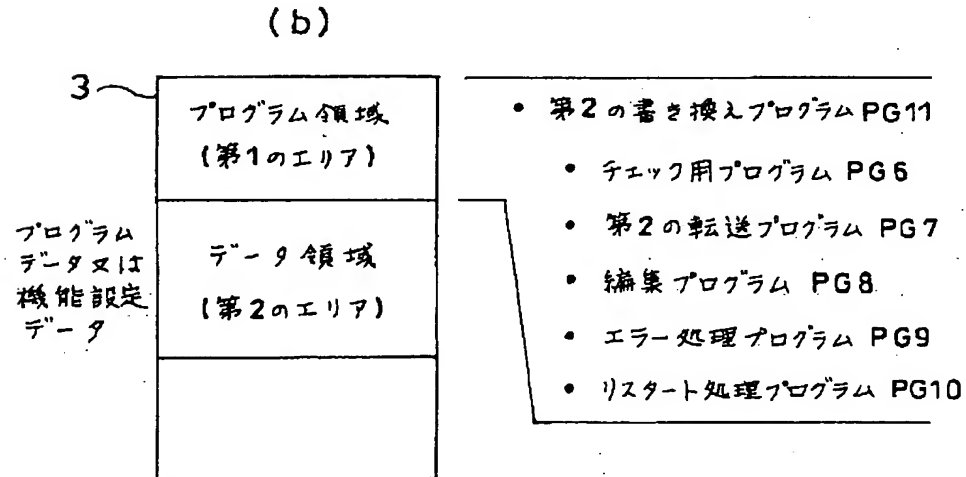 (b)
3
プログラム領域
(第1のエリア)
プログラム
データ又は
機能設定
データ
データ領域
(第2のエリア)
• 第2の書き換えプログラム PG11
• チェック用プログラム PG6
• 第2の転送プログラム PG7
• 編集プログラム PG8
• エラー処理プログラム PG9
• リスタート処理プログラム PG10